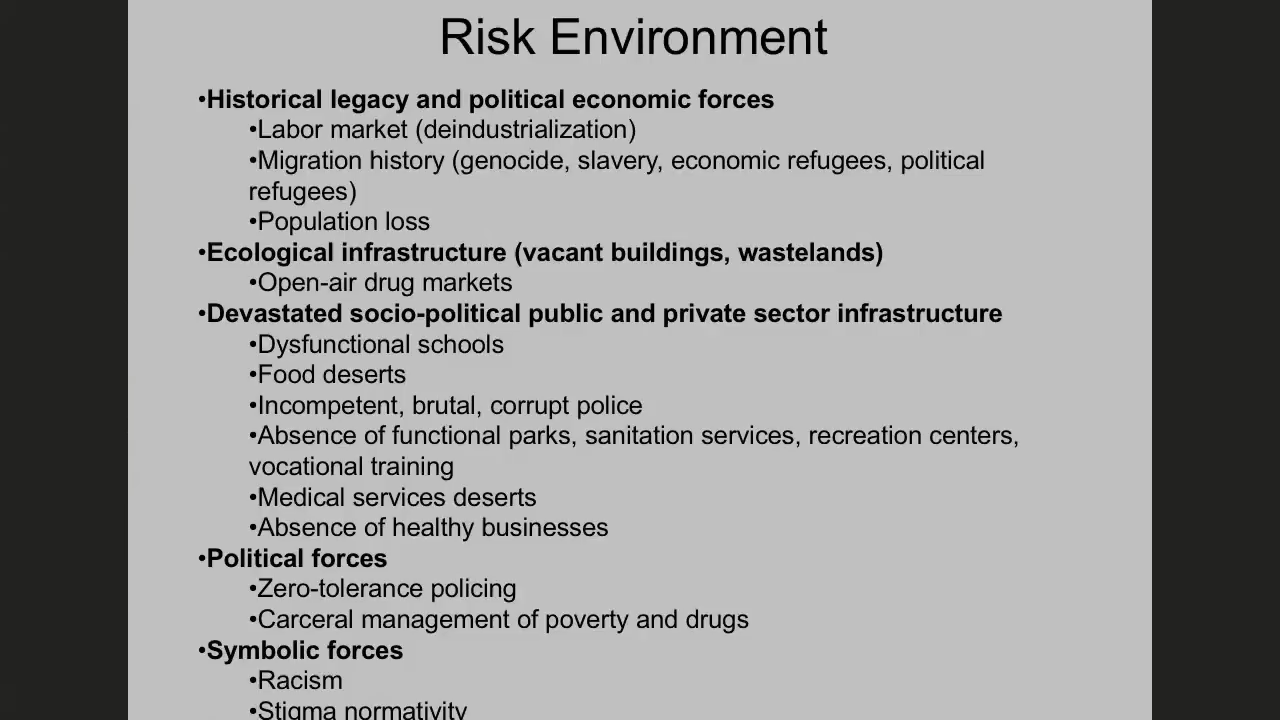 Risk Environment
•Historical legacy and political economic forces
•Labor market (deindustrialization)
•Migration history (genocide, slavery, economic refugees, political
refugees)
•Population loss
•Ecological infrastructure (vacant buildings, wastelands)
•Open-air drug markets
•Devastated socio-political public and private sector infrastructure
•Dysfunctional schools
•Food deserts
•Incompetent, brutal, corrupt police
•Absence of functional parks, sanitation services, recreation centers,
vocational training
•Medical services deserts
•Absence of healthy businesses
•Political forces
•Zero-tolerance policing
•Carceral management of poverty and drugs
•Symbolic forces
•Racism
•Stigma normativity